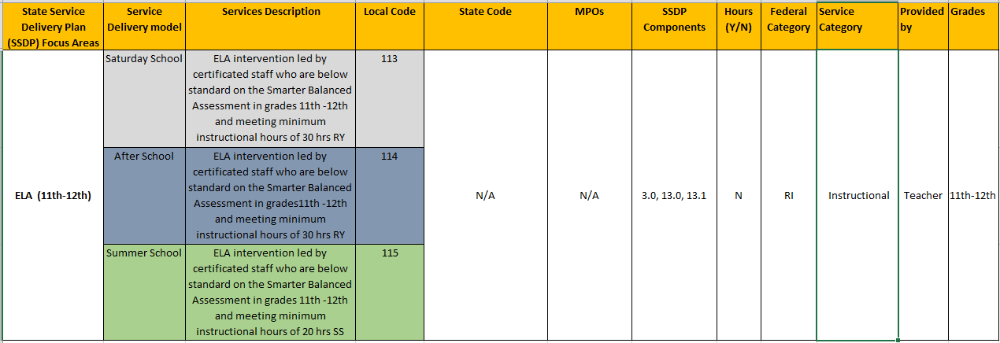 State Service Delivery Plan (SSDP) Focus Areas
Service Delivery model
Services Description
Local Code
State Code
MPOs
SSDP Components
Hours (Y/N)
Federal Category
Service Category
Provided by
Grades
ELA  (11th-12th)
Saturday School
ELA intervention led by
certificated staff who are below
standard on the Smarter Balanced
Assessment in grades 11th -12th
and meeting minimum
instructional hours of 30 hrs RY
113
After School
ELA intervention led by
certificated staff who are below
standard on the Smarter Balanced
Assessment in grades11th -12th
and meeting minimum
instructional hours of 30 hrs RY
114
Summer School
ELA intervention led by
certificated staff who are below
standard on the Smarter Balanced
Assessment in grades 11th -12th
and meeting minimum
instructional hours of 20 hrs SS
115
N/A
N/A
3.0, 13.0, 13.1
N
RI
Instructional
Teacher
11th-12th